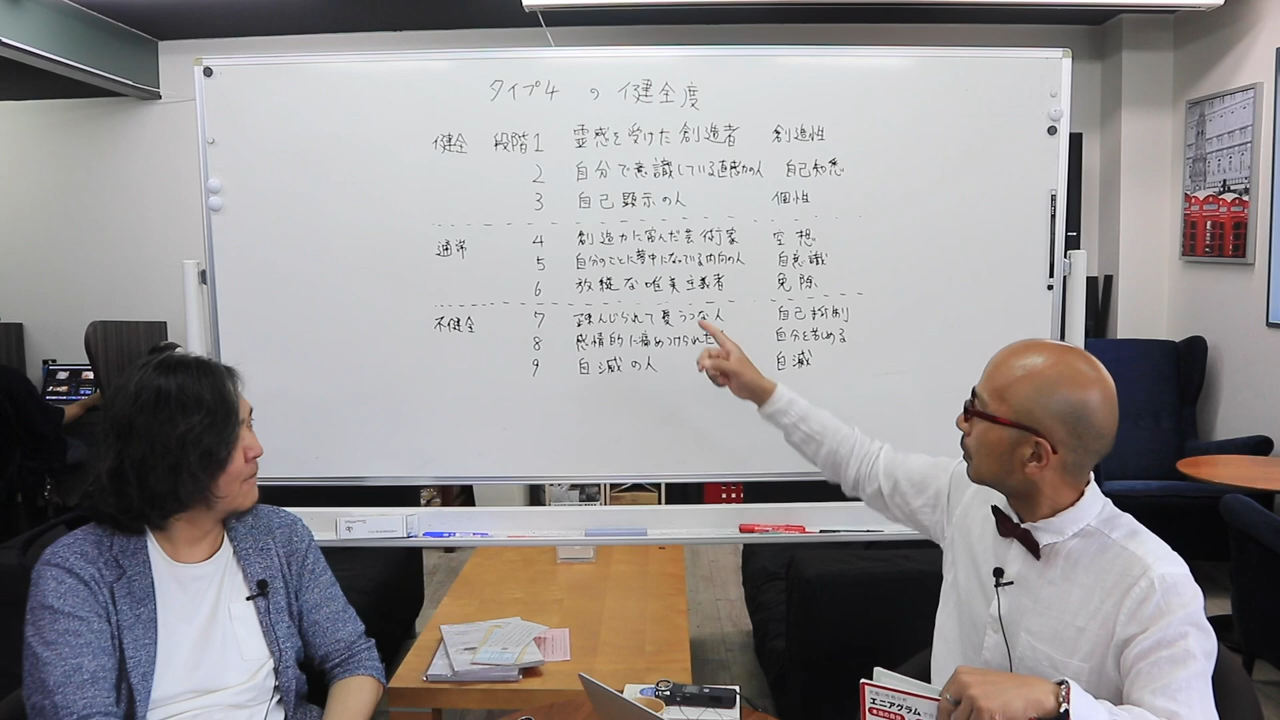 タイプ4 の 健全度
健全 段階1 霊感を受けた創造者 創造性
2 自分で意識している直感力の人 自己知悉
3 自己顕示の人 個性
通常 4 創造力に富んだ芸術家 空想
5 自分のことに夢中になっている内向の人 自意識
6 放縦な唯美主義者 免除
不健全 7 疎んじられて憂うつな人 自己
8 感情的に痛めつけられた 自分を苦しめる
9 自滅の人 自滅
エニアグラム